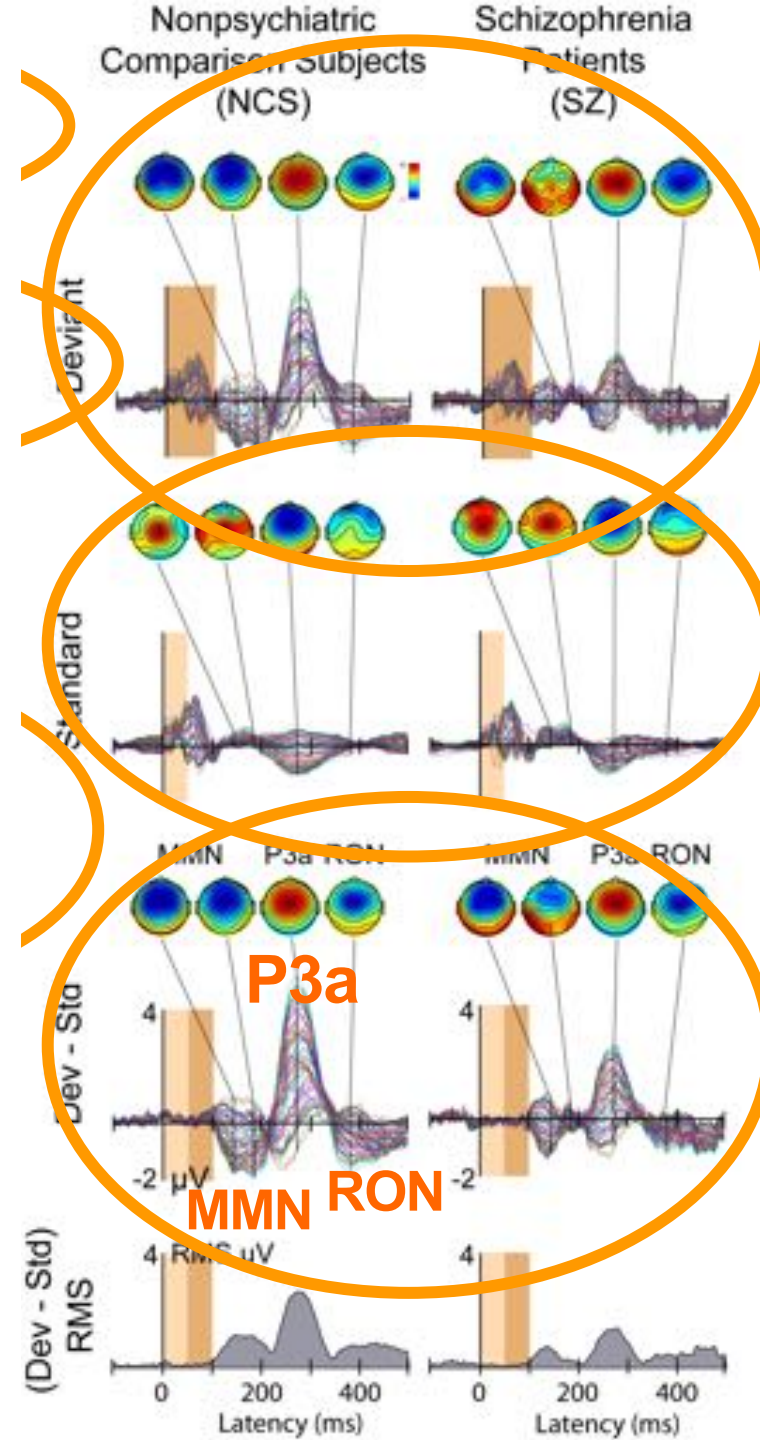 Nonpsychiatric
Comparison Subjects
(NCS)
Schizophrenia
Patients
(SZ)
Deviant
Standard
MMN P3a RON
MMN P3a RON
Dev - Std
P3a
4
4
-2 µV
-2
MMN RON
(Dev - Std)
RMS
4 RMS µV
4
0 200 400
0 200 400
Latency (ms)
Latency (ms)